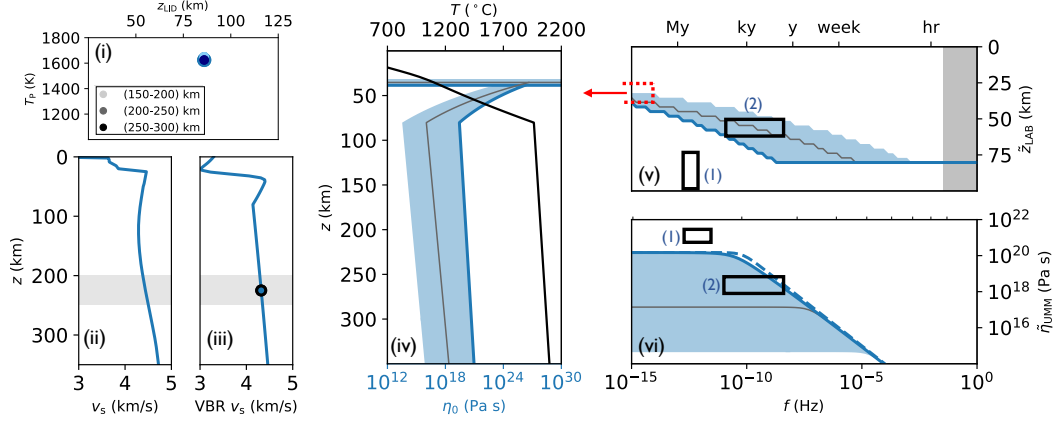 z_LID (km)
50 75 100 125
T_P (K)
1800
1600
1400
1200
(i)
(150-200) km
(200-250) km
(250-300) km
z (km)
0
100
200
300
(ii)
3 4 5
v_s (km/s)
(iii)
3 4 5
VBR v_s (km/s)
T (°C)
700 1200 1700 2200
z (km)
50
100
150
200
250
300
(iv)
10^12 10^18 10^24 10^30
η_0 (Pa s)
My ky y week hr
0
25
50
75
z̃_LAB (km)
(2)
(1)
(v)
(1)
(2)
10^22
10^20
10^18
10^16
η̃_UMM (Pa s)
(vi)
10^-15 10^-10 10^-5 10^0
f (Hz)